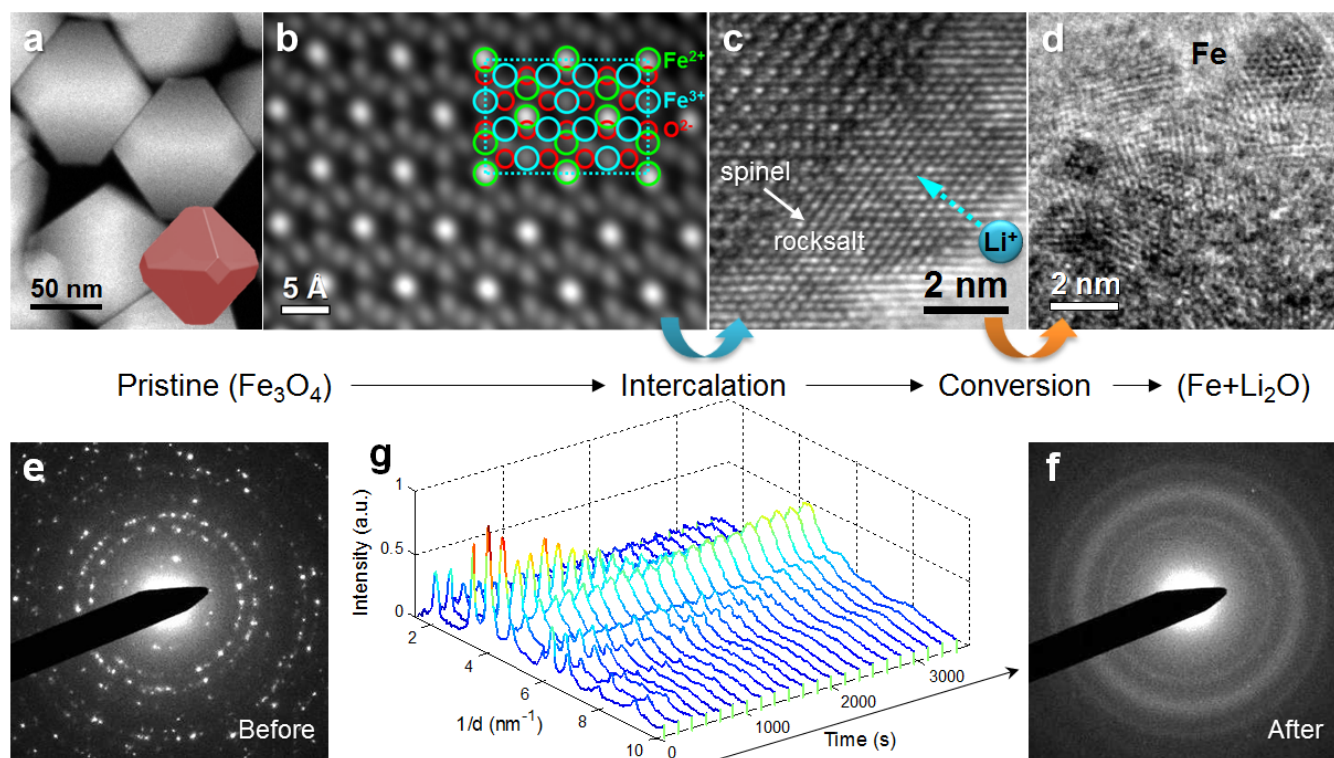 a
50 nm
b
Fe²⁺
Fe³⁺
O²⁻
5 Å
c
spinel
rocksalt
Li⁺
2 nm
d
Fe
2 nm
Pristine (Fe₃O₄)
Intercalation
Conversion
(Fe+Li₂O)
e
Before
g
Intensity (a.u.)
1
0.5
0
2
4
6
8
10
1/d (nm⁻¹)
0
1000
2000
3000
Time (s)
f
After